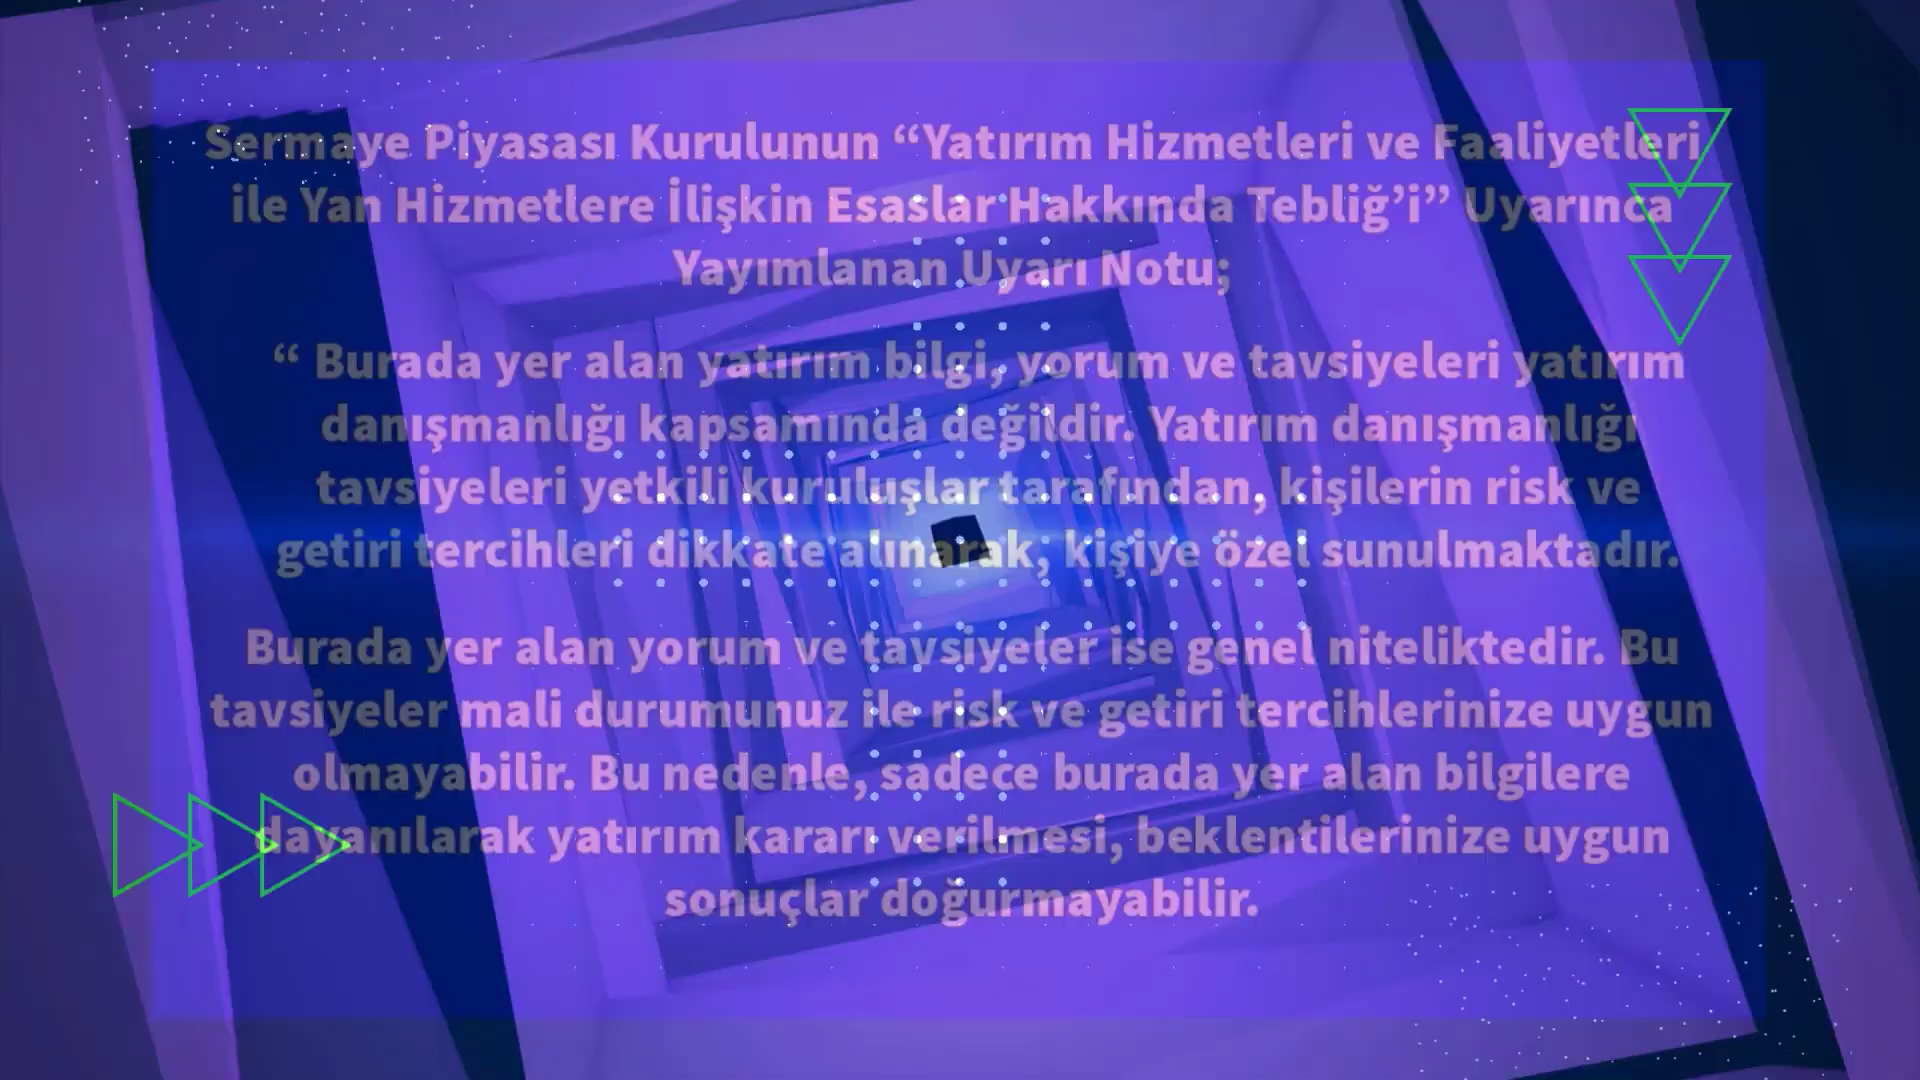 Sermaye Piyasası Kurulunun “Yatırım Hizmetleri ve Faaliyetleri
ile Yan Hizmetlere İlişkin Esaslar Hakkında Tebliğ’i” Uyarınca
Yayımlanan Uyarı Notu;
“ Burada yer alan yatırım bilgi, yorum ve tavsiyeleri yatırım
danışmanlığı kapsamında değildir. Yatırım danışmanlığı
tavsiyeleri yetkili kuruluşlar tarafından, kişilerin risk ve
getiri tercihleri dikkate alınarak, kişiye özel sunulmaktadır.
Burada yer alan yorum ve tavsiyeler ise genel niteliktedir. Bu
tavsiyeler mali durumunuz ile risk ve getiri tercihlerinize uygun
olmayabilir. Bu nedenle, sadece burada yer alan bilgilere
dayanılarak yatırım kararı verilmesi, beklentilerinize uygun
sonuçlar doğurmayabilir.